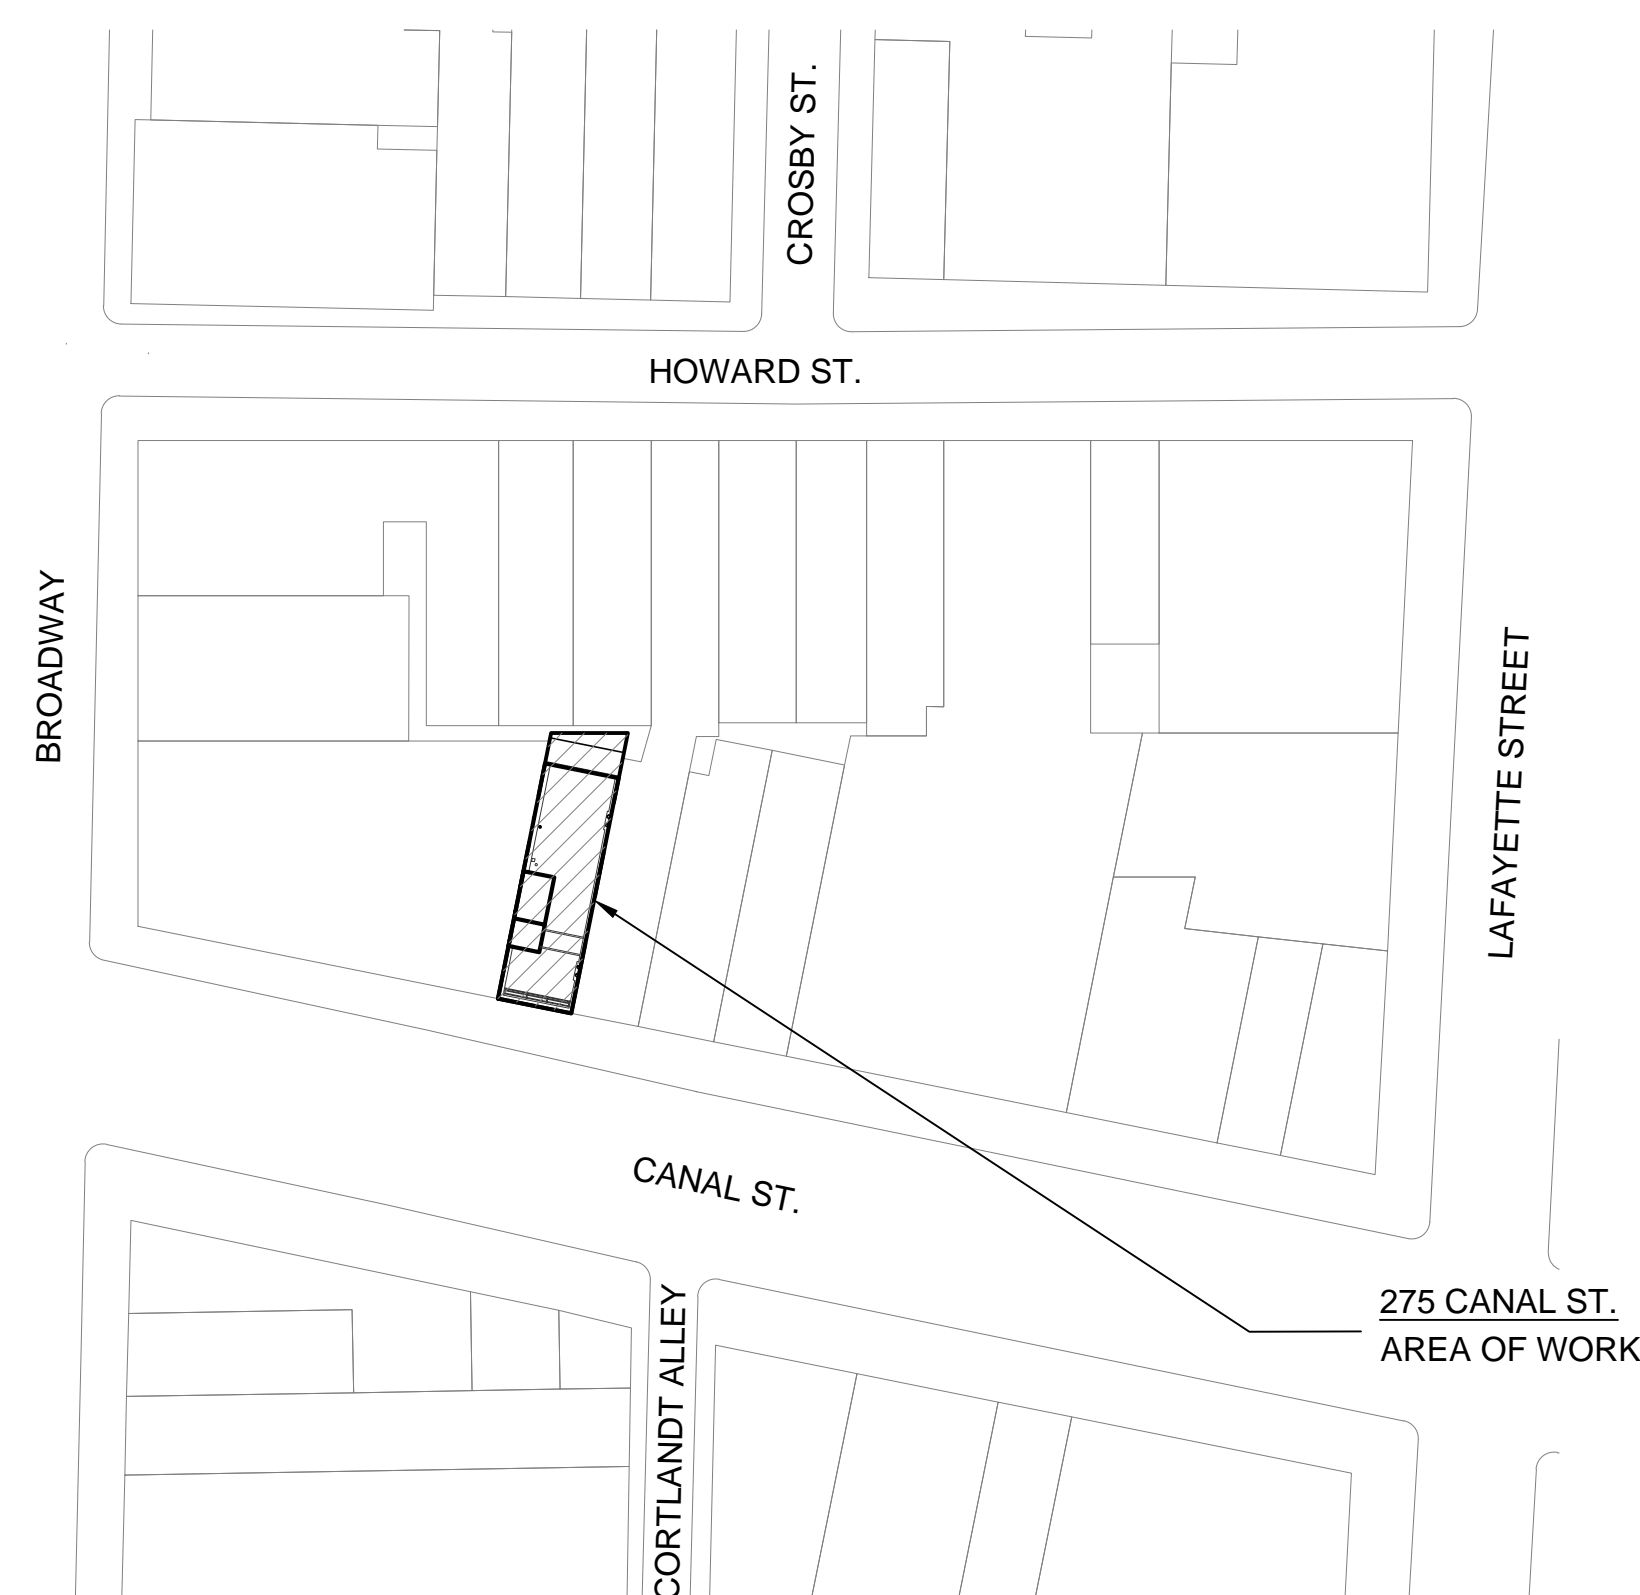 CROSBY ST.
HOWARD ST.
BROADWAY
LAFAYETTE STREET
CANAL ST.
275 CANAL ST.
AREA OF WORK
CORTLANDT ALLEY